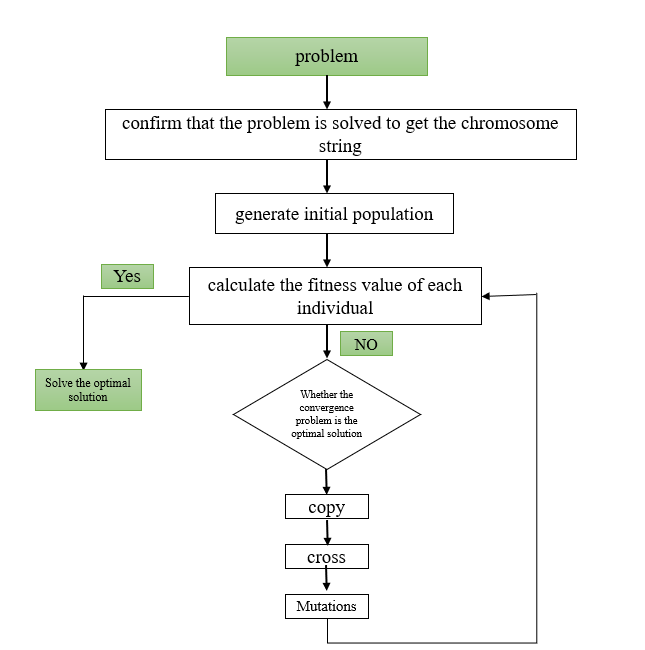 problem
confirm that the problem is solved to get the chromosome
string
generate initial population
Yes
calculate the fitness value of each
individual
NO
Solve the optimal
solution
Whether the
convergence
problem is the
optimal solution
copy
cross
Mutations